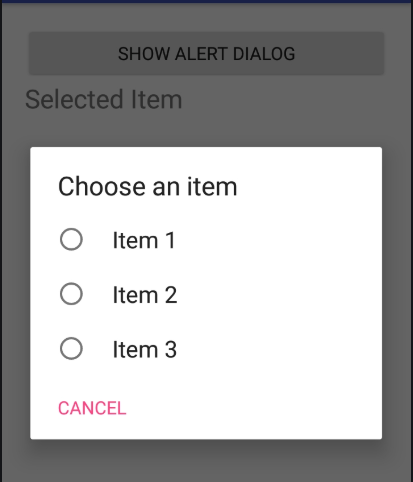 SHOW ALERT DIALOG
Selected Item
Choose an item
Item 1
Item 2
Item 3
CANCEL